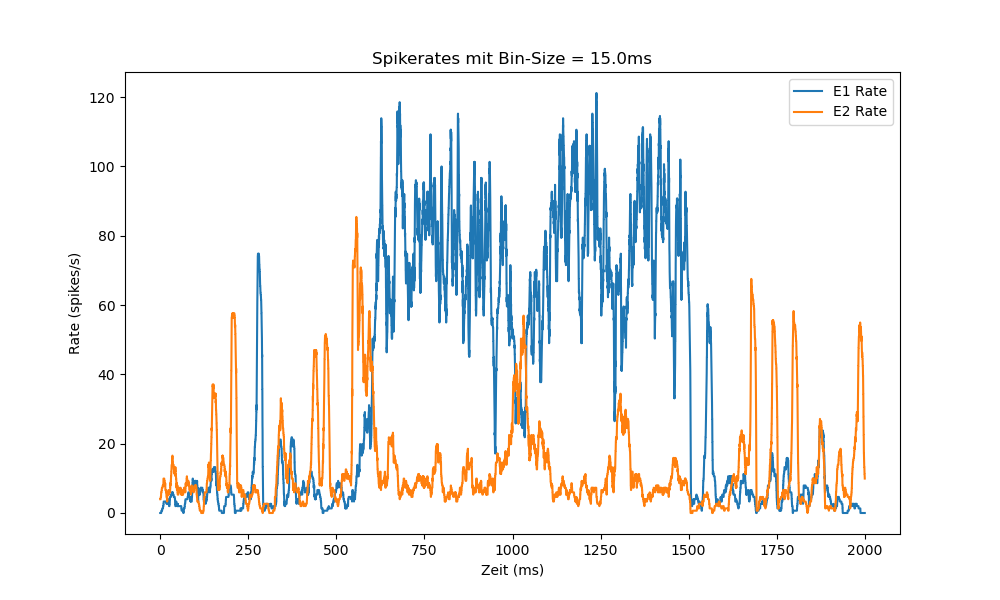 Spikerates mit Bin-Size = 15.0ms
E1 Rate
E2 Rate
120
100
80
60
40
20
0
Rate (spikes/s)
0 250 500 750 1000 1250 1500 1750 2000
Zeit (ms)